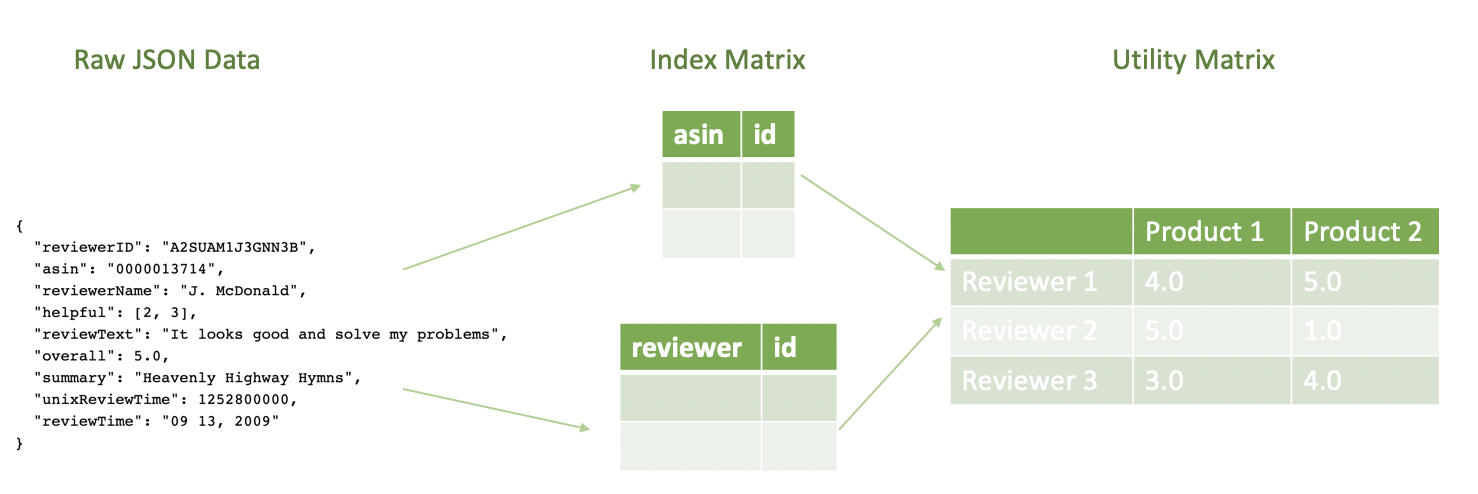 Raw JSON Data
Index Matrix
Utility Matrix
{
"reviewerID": "A2SUAM1J3GNN3B",
"asin": "0000013714",
"reviewerName": "J. McDonald",
"helpful": [2, 3],
"reviewText": "It looks good and solve my problems",
"overall": 5.0,
"summary": "Heavenly Highway Hymns",
"unixReviewTime": 1252800000,
"reviewTime": "09 13, 2009"
}
asin id
reviewer id
Product 1 Product 2
Reviewer 1 4.0 5.0
Reviewer 2 5.0 1.0
Reviewer 3 3.0 4.0